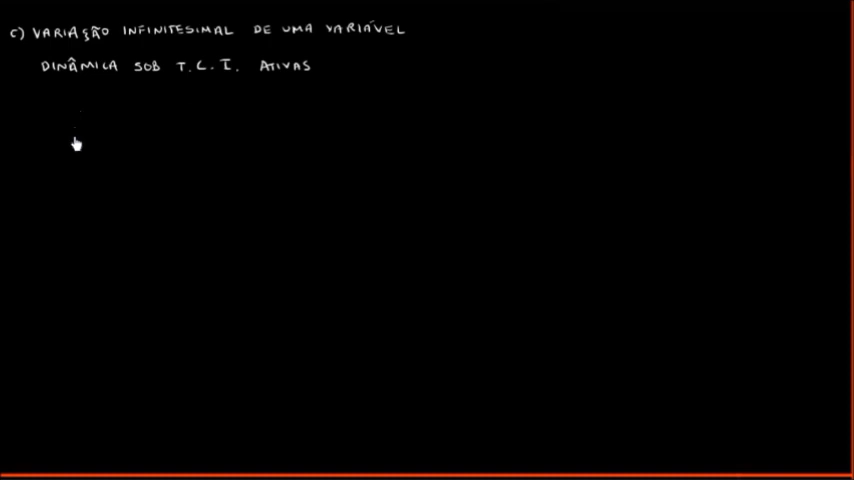 C) VARIAÇÃO INFINITESIMAL DE UMA VARIÁVEL
DINÂMICA SOB T.C.I. ATIVAS